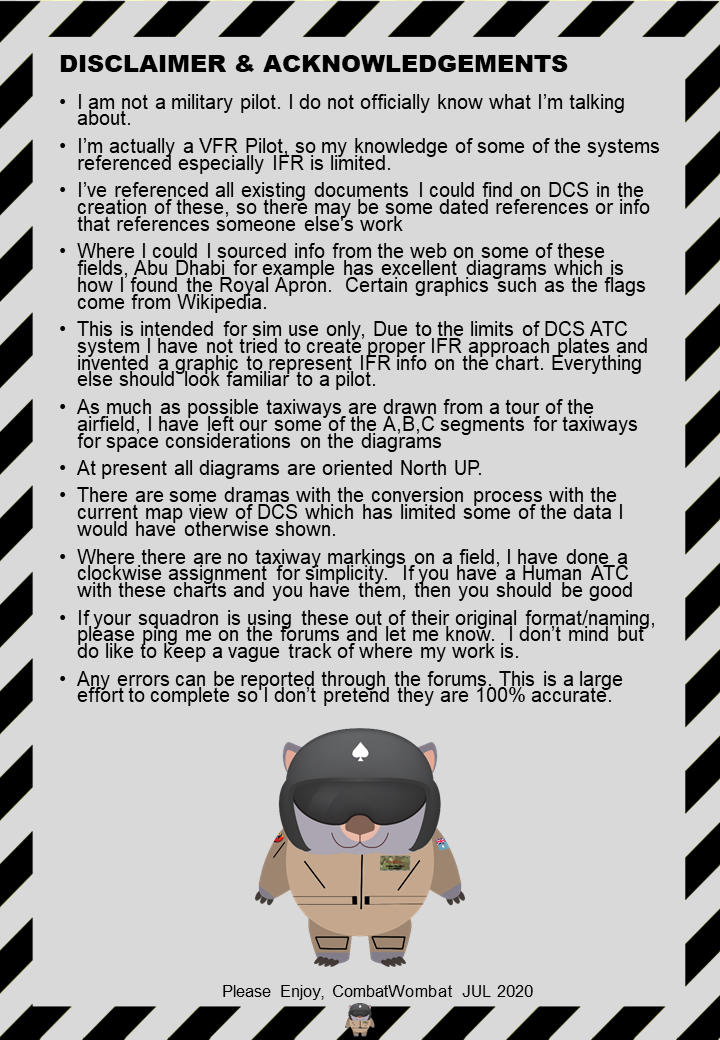 DISCLAIMER & ACKNOWLEDGEMENTS
• I am not a military pilot. I do not officially know what I'm talking
about.
• I'm actually a VFR Pilot, so my knowledge of some of the systems
referenced especially IFR is limited.
• I've referenced all existing documents I could find on DCS in the
creation of these, so there may be some dated references or info
that references someone else's work
• Where I could I sourced info from the web on some of these
fields, Abu Dhabi for example has excellent diagrams which is
how I found the Royal Apron. Certain graphics such as the flags
come from Wikipedia.
• This is intended for sim use only, Due to the limits of DCS ATC
system I have not tried to create proper IFR approach plates and
invented a graphic to represent IFR info on the chart. Everything
else should look familiar to a pilot.
• As much as possible taxiways are drawn from a tour of the
airfield, I have left our some of the A,B,C segments for taxiways
for space considerations on the diagrams
• At present all diagrams are oriented North UP.
• There are some dramas with the conversion process with the
current map view of DCS which has limited some of the data I
would have otherwise shown.
• Where there are no taxiway markings on a field, I have done a
clockwise assignment for simplicity. If you have a Human ATC
with these charts and you have them, then you should be good
• If your squadron is using these out of their original format/naming,
please ping me on the forums and let me know. I don't mind but
do like to keep a vague track of where my work is.
• Any errors can be reported through the forums. This is a large
effort to complete so I don't pretend they are 100% accurate.
Please Enjoy, CombatWombat JUL 2020